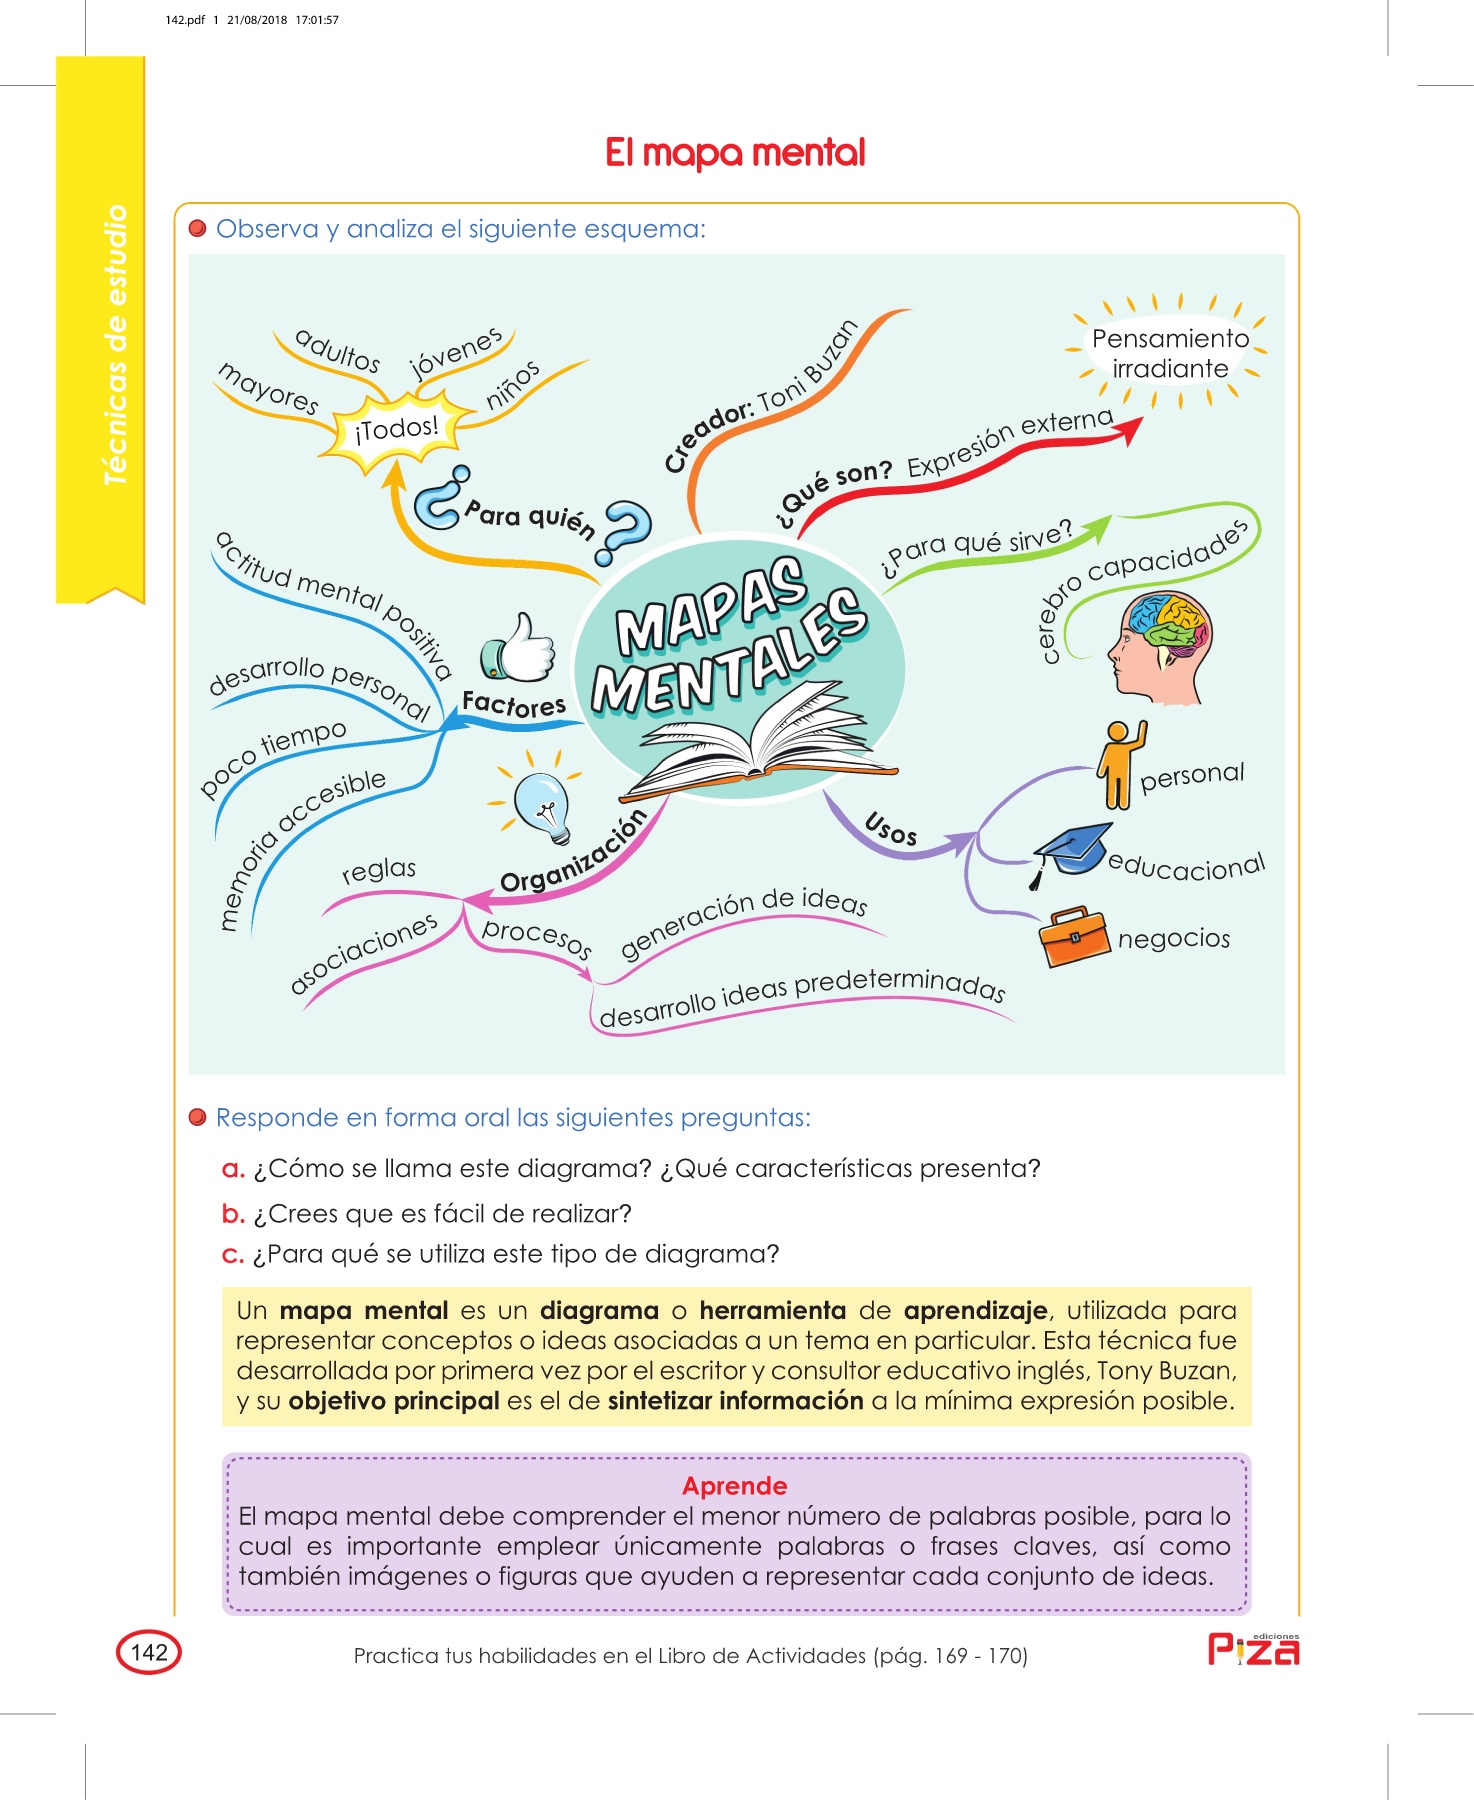 142.pdf 1 21/08/2018 17:01:57
Técnicas de estudio
El mapa mental
Observa y analiza el siguiente esquema:
MAPAS
MENTALES
Creador: Toni Buzan
¿Qué son? Expresión externa
Pensamiento
irradiante
¿Para qué sirve?
cerebro capacidades
Usos
personal
educacional
negocios
Organización
reglas
asociaciones
procesos
generación de ideas
desarrollo ideas predeterminadas
Factores
actitud mental positiva
desarrollo personal
poco tiempo
memoria accesible
¿Para quién?
¡Todos!
mayores
adultos
jóvenes
niños
Responde en forma oral las siguientes preguntas:
a. ¿Cómo se llama este diagrama? ¿Qué características presenta?
b. ¿Crees que es fácil de realizar?
c. ¿Para qué se utiliza este tipo de diagrama?
Un mapa mental es un diagrama o herramienta de aprendizaje, utilizada para
representar conceptos o ideas asociadas a un tema en particular. Esta técnica fue
desarrollada por primera vez por el escritor y consultor educativo inglés, Tony Buzan,
y su objetivo principal es el de sintetizar información a la mínima expresión posible.
Aprende
El mapa mental debe comprender el menor número de palabras posible, para lo
cual es importante emplear únicamente palabras o frases claves, así como
también imágenes o figuras que ayuden a representar cada conjunto de ideas.
142
Practica tus habilidades en el Libro de Actividades (pág. 169 - 170)
ediciones
Piza